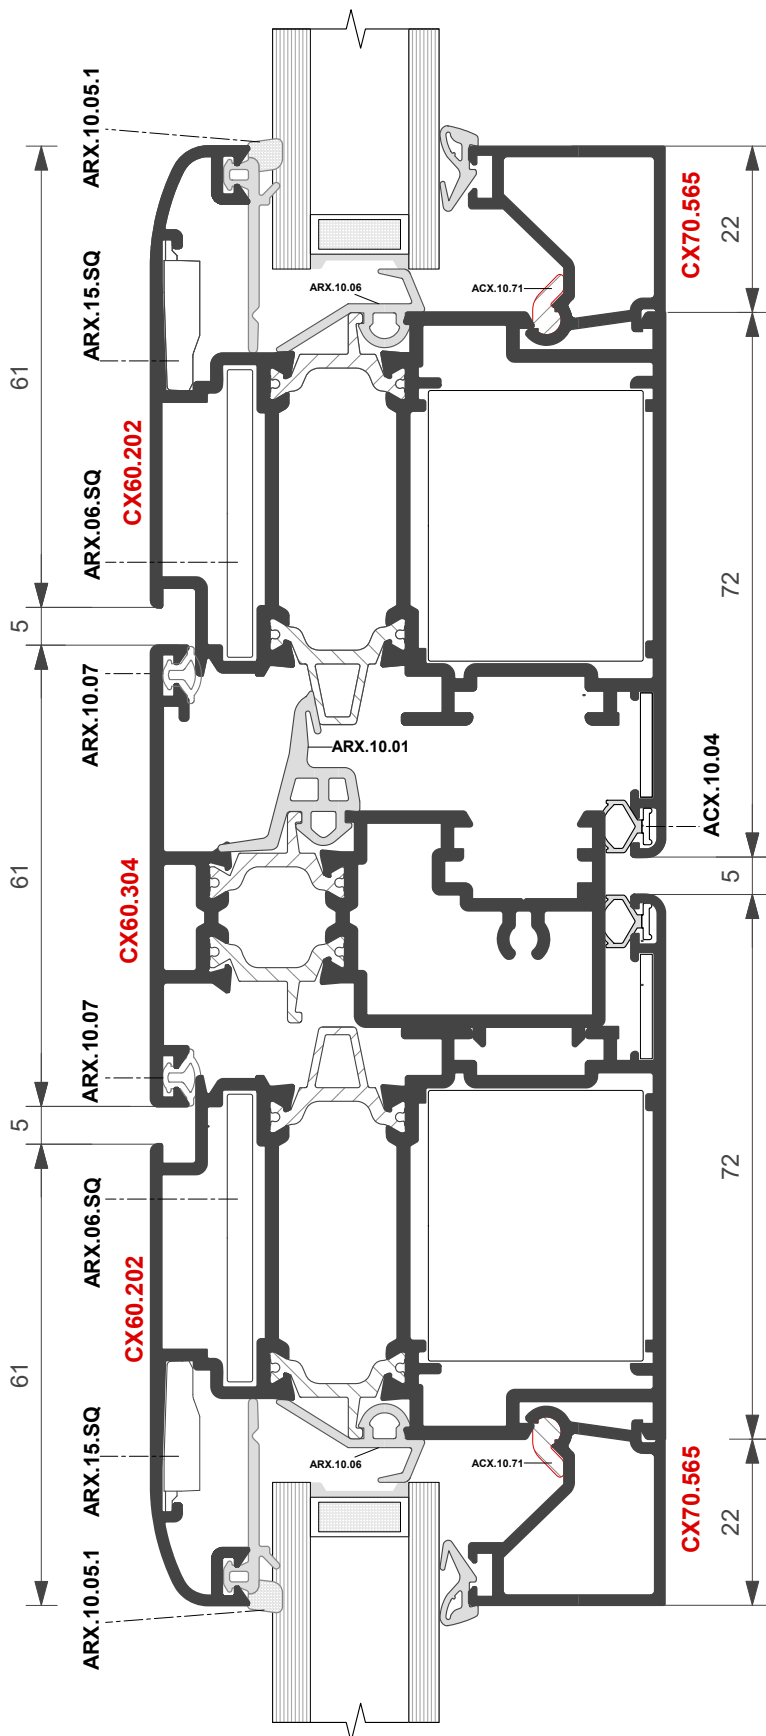 ARX.10.05.1
ARX.15.SQ
61
CX60.202
ARX.06.SQ
5
ARX.10.07
61
CX60.304
ARX.10.07
5
ARX.06.SQ
CX60.202
61
ARX.15.SQ
ARX.10.05.1
ARX.10.06
ACX.10.71
ARX.10.01
ARX.10.06
ACX.10.71
CX70.565
22
72
ACX.10.04
5
72
CX70.565
22